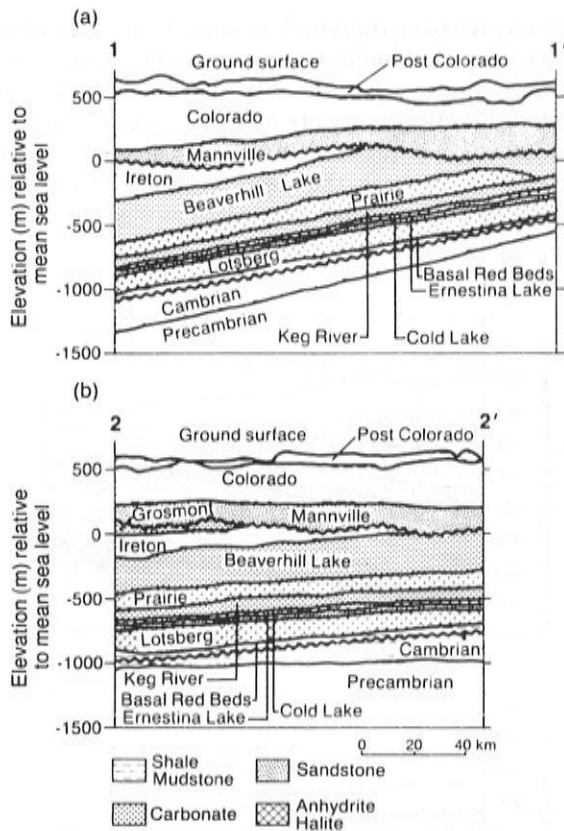 (a)
1 1'
Ground surface
Post Colorado
500
Colorado
Mannville
0
Ireton
Beaverhill Lake
Prairie
-500
Lotsberg
Basal Red Beds
-1000
Cambrian
Ernestina Lake
Precambrian
Keg River
Cold Lake
-1500
Elevation (m) relative to
mean sea level
(b)
2 2'
Ground surface
Post Colorado
500
Colorado
Grosmon
Mannville
0
Ireton
Beaverhill Lake
-500
Prairie
Lotsberg
Cambrian
-1000
Keg River
Precambrian
Basal Red Beds
Ernestina Lake
Cold Lake
-1500
Elevation (m) relative
to mean sea level
0 20 40 km
Shale
Mudstone
Sandstone
Carbonate
Anhydrite
Halite